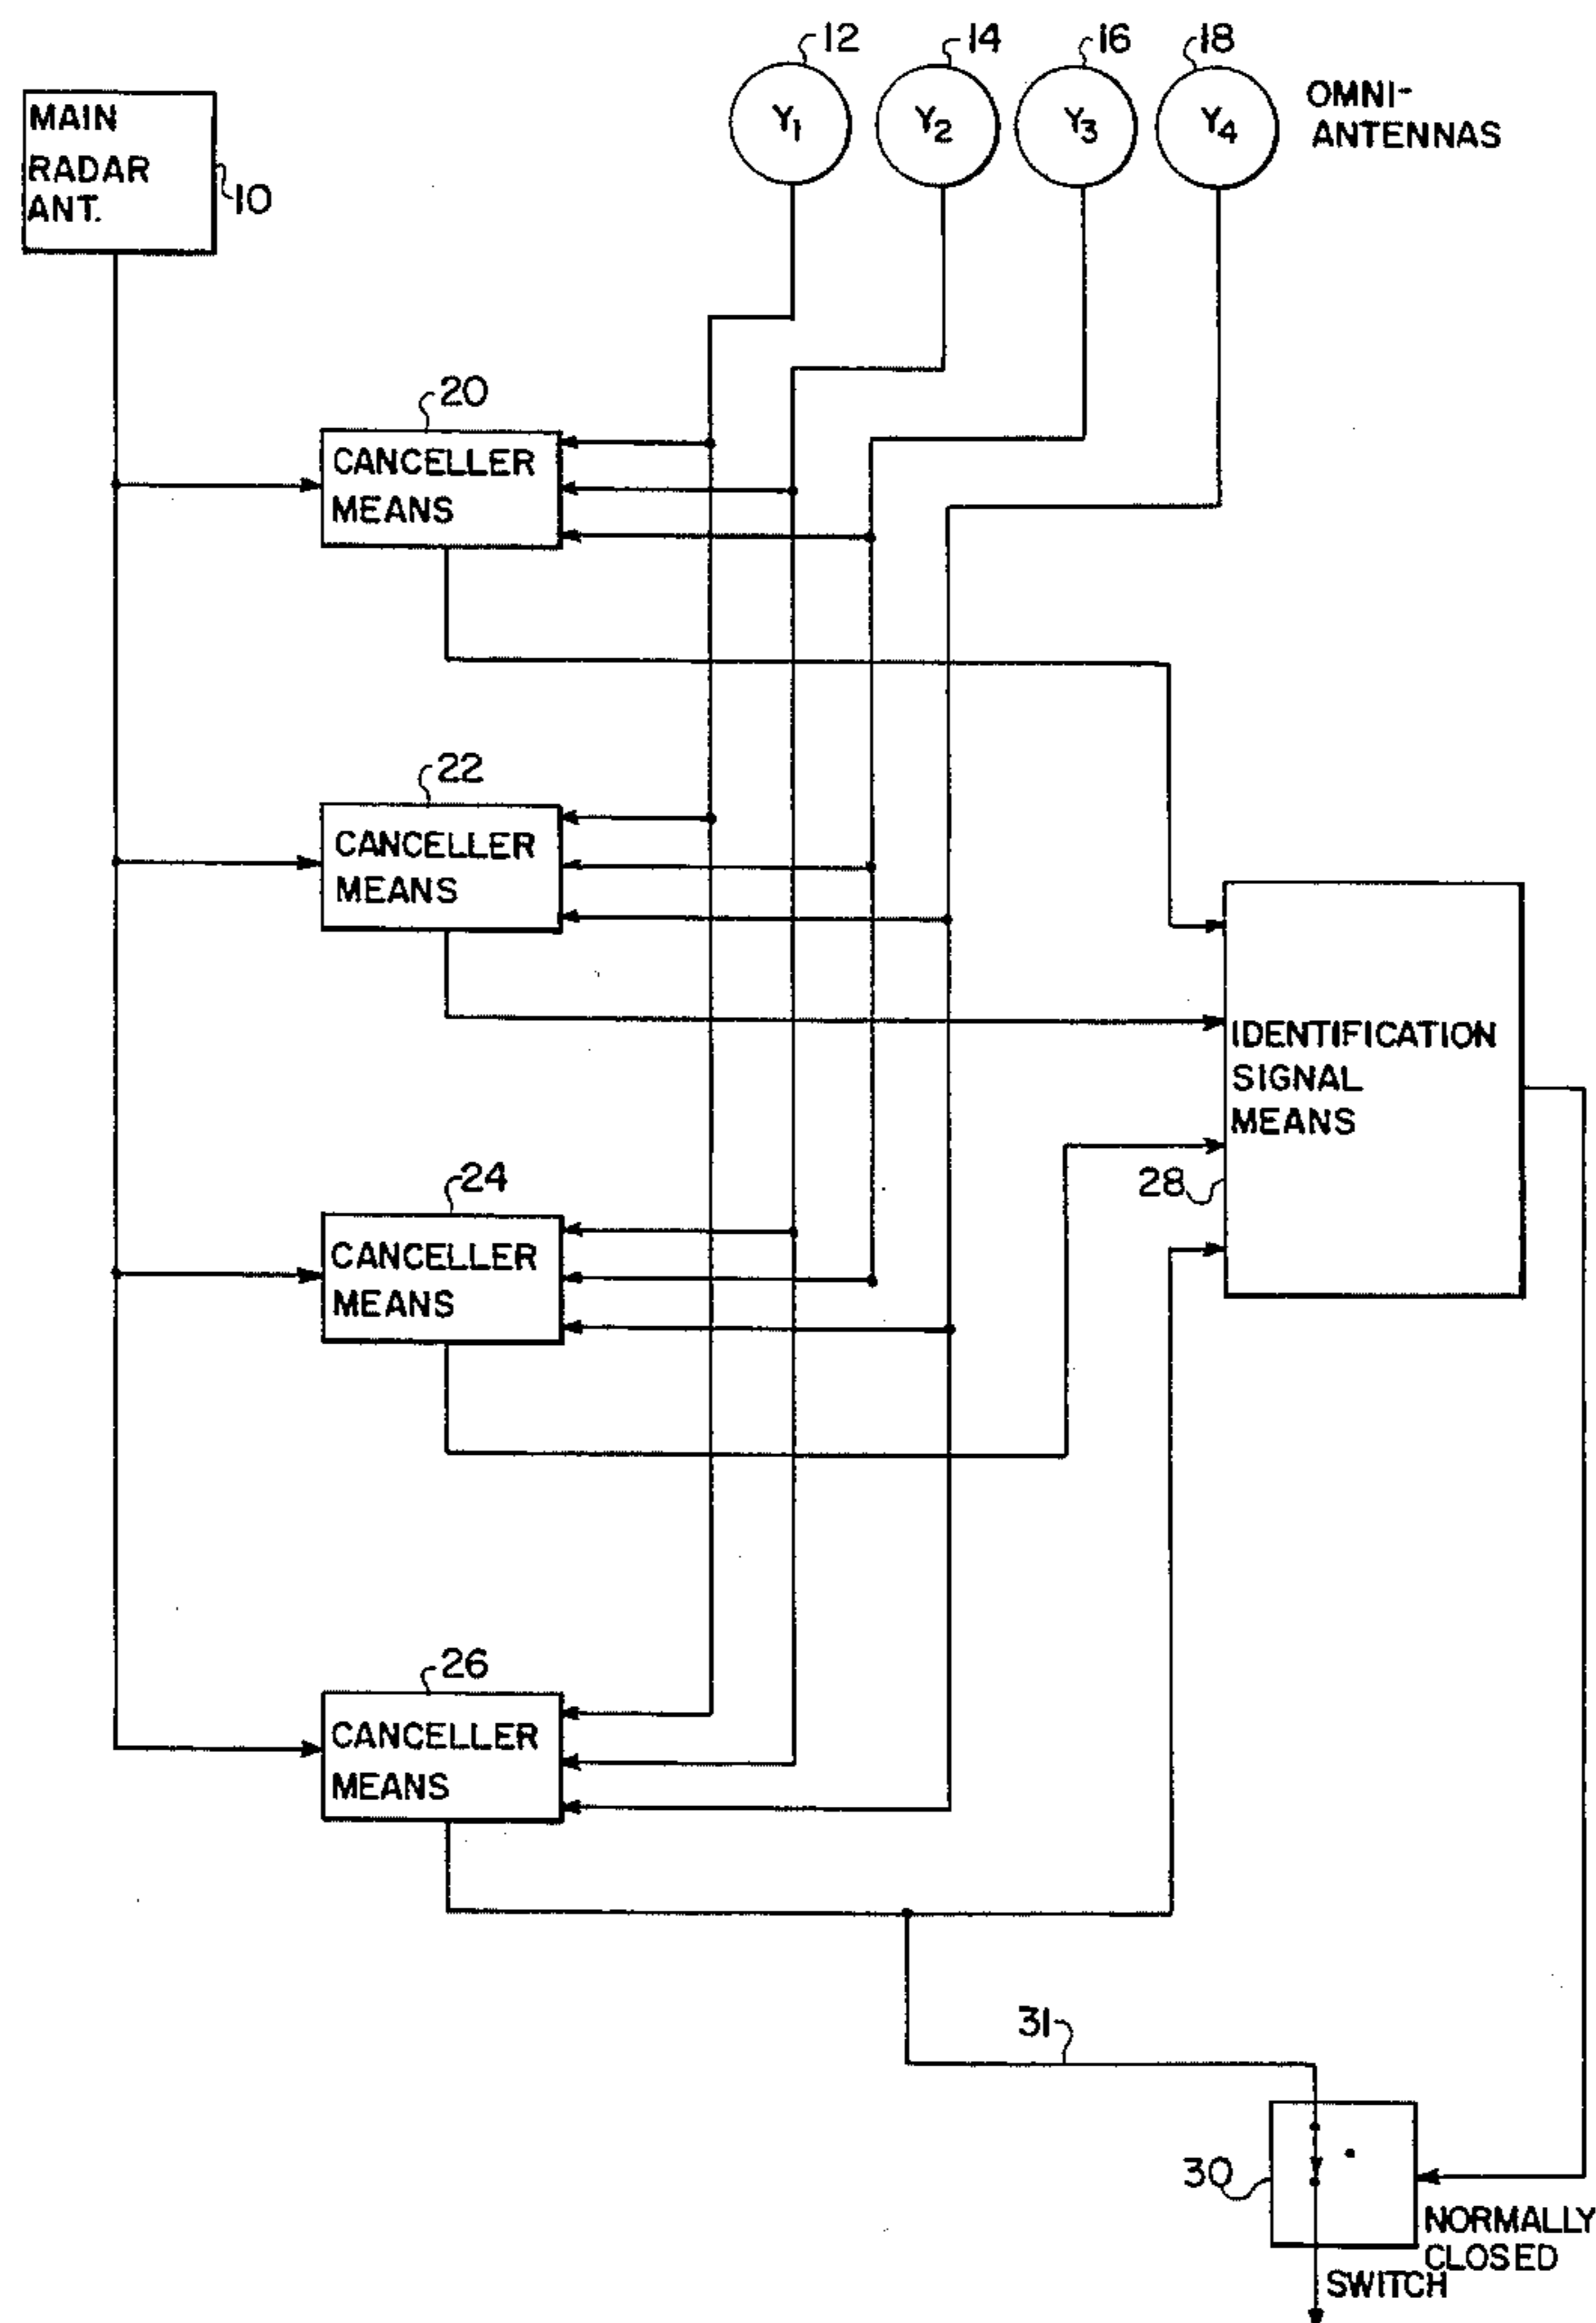 12
14
16
18
MAIN
RADAR
ANT.
10
Y1
Y2
Y3
Y4
OMNI-
ANTENNAS
20
CANCELLER
MEANS
22
CANCELLER
MEANS
IDENTIFICATION
SIGNAL
MEANS
28
24
CANCELLER
MEANS
26
CANCELLER
MEANS
31
30
NORMALLY
CLOSED
SWITCH